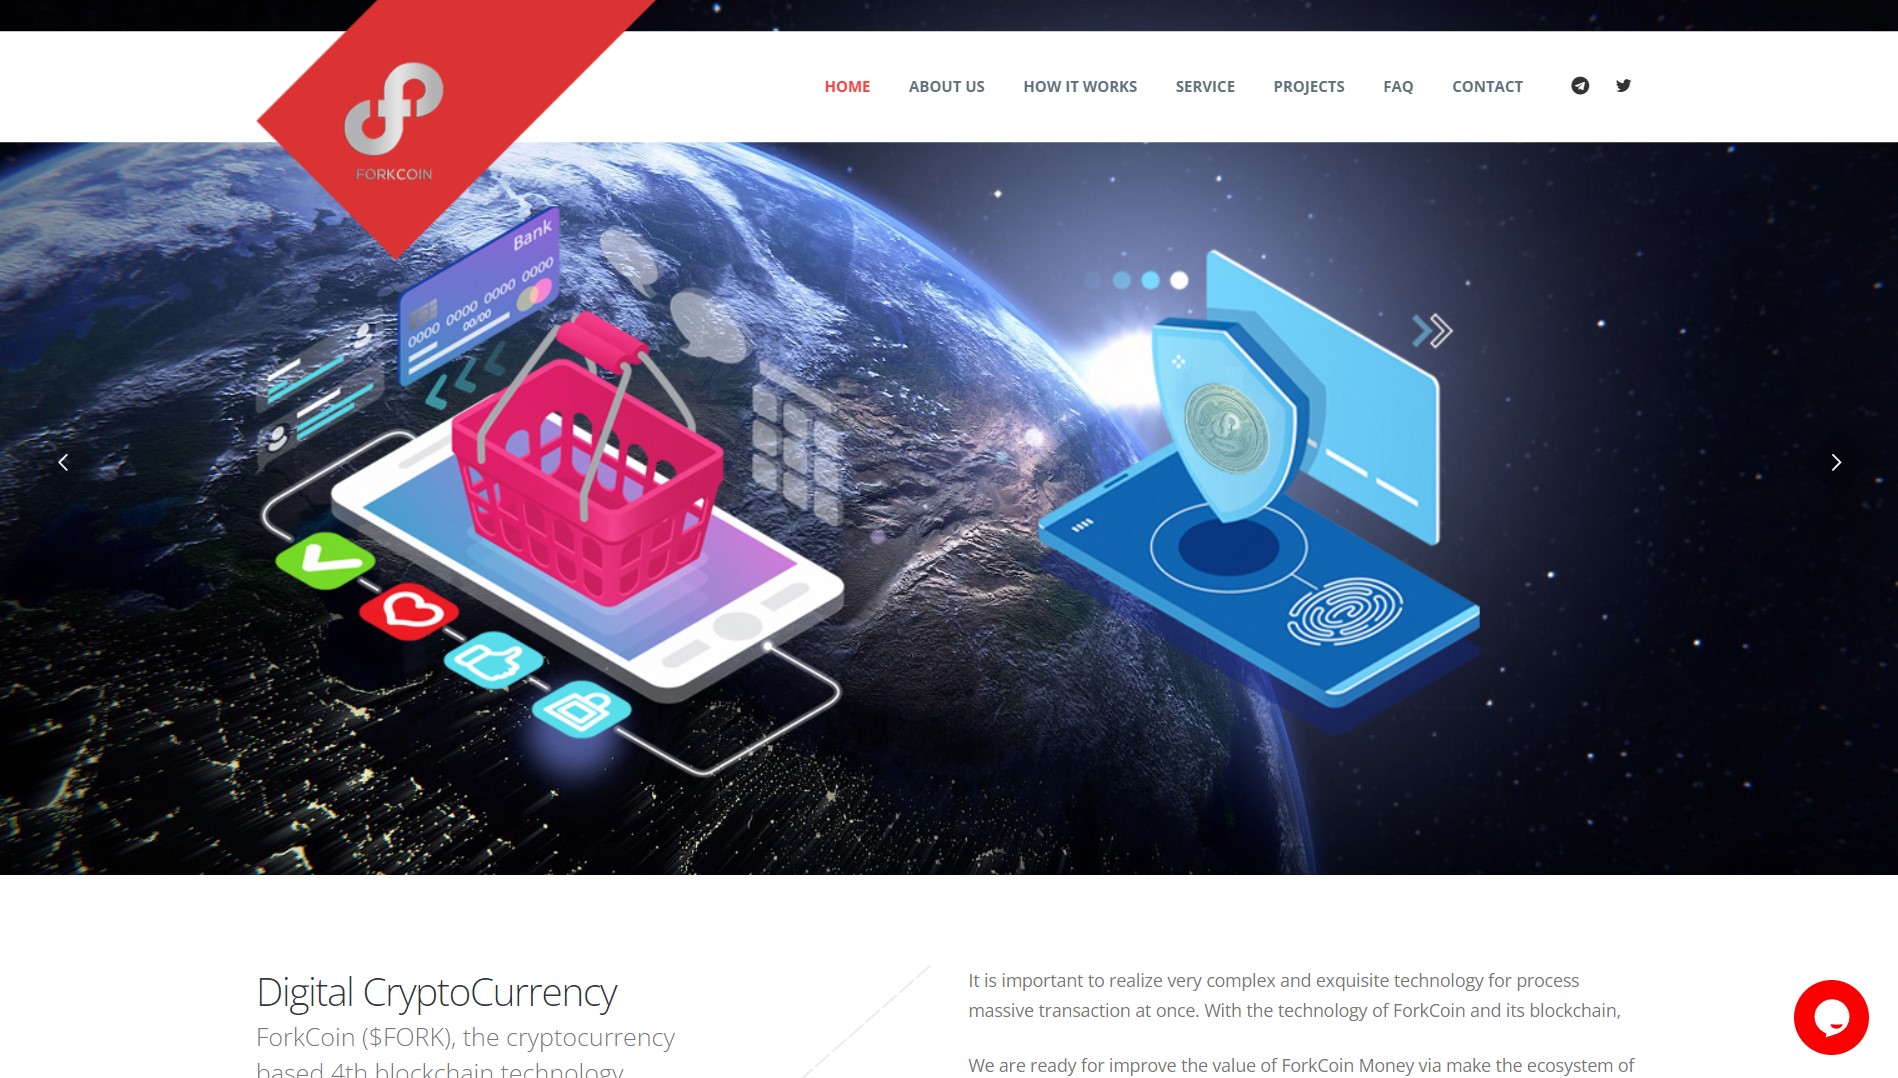 FORKCOIN
HOME ABOUT US HOW IT WORKS SERVICE PROJECTS FAQ CONTACT
Bank
0000 0000 0000 0000
00/00
Digital CryptoCurrency
ForkCoin ($FORK), the cryptocurrency
based 4th blockchain technology
It is important to realize very complex and exquisite technology for process
massive transaction at once. With the technology of ForkCoin and its blockchain,
We are ready for improve the value of ForkCoin Money via make the ecosystem of